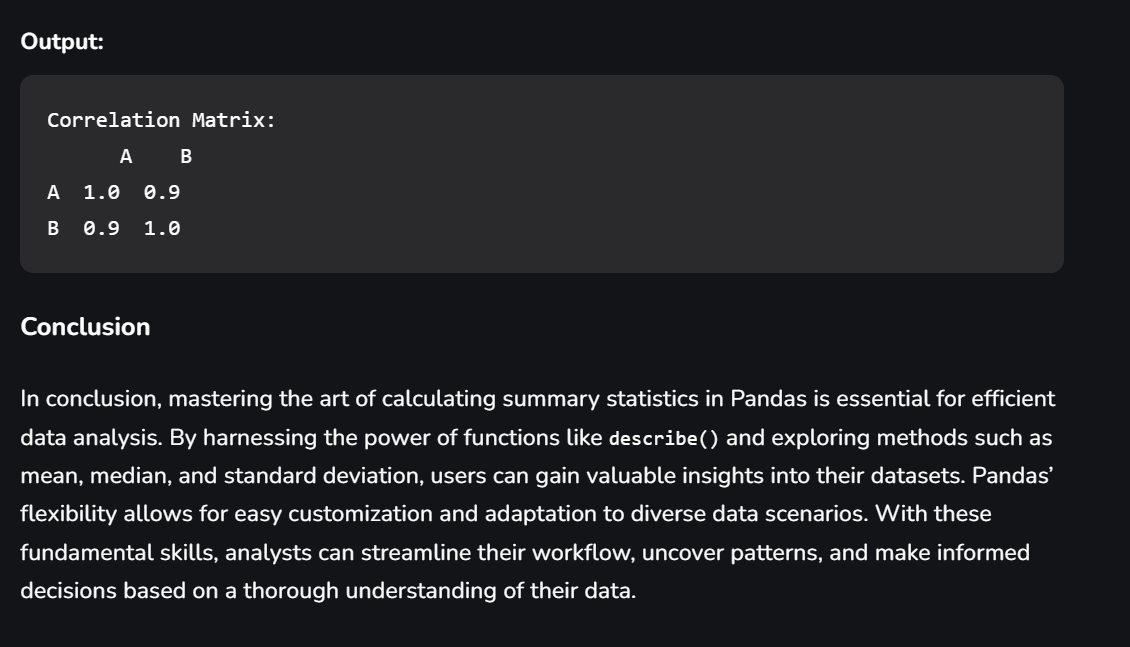 Output:
Correlation Matrix:
      A    B
A  1.0  0.9
B  0.9  1.0
Conclusion
In conclusion, mastering the art of calculating summary statistics in Pandas is essential for efficient
data analysis. By harnessing the power of functions like describe() and exploring methods such as
mean, median, and standard deviation, users can gain valuable insights into their datasets. Pandas’
flexibility allows for easy customization and adaptation to diverse data scenarios. With these
fundamental skills, analysts can streamline their workflow, uncover patterns, and make informed
decisions based on a thorough understanding of their data.